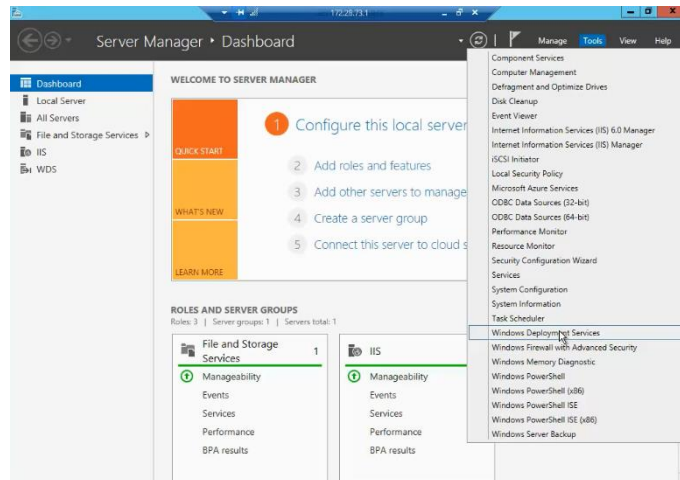 172.28.73.1
Server Manager • Dashboard
Manage Tools View Help
Dashboard
Local Server
All Servers
File and Storage Services
IIS
WDS
WELCOME TO SERVER MANAGER
QUICK START
WHAT'S NEW
LEARN MORE
1 Configure this local server
2 Add roles and features
3 Add other servers to manage
4 Create a server group
5 Connect this server to cloud s
ROLES AND SERVER GROUPS
Roles: 3 | Server groups: 1 | Servers total: 1
File and Storage
Services 1
Manageability
Events
Services
Performance
BPA results
IIS
Manageability
Events
Services
Performance
BPA results
Component Services
Computer Management
Defragment and Optimize Drives
Disk Cleanup
Event Viewer
Internet Information Services (IIS) 6.0 Manager
Internet Information Services (IIS) Manager
iSCSI Initiator
Local Security Policy
Microsoft Azure Services
ODBC Data Sources (32-bit)
ODBC Data Sources (64-bit)
Performance Monitor
Resource Monitor
Security Configuration Wizard
Services
System Configuration
System Information
Task Scheduler
Windows Deployment Services
Windows Firewall with Advanced Security
Windows Memory Diagnostic
Windows PowerShell
Windows PowerShell (x86)
Windows PowerShell ISE
Windows PowerShell ISE (x86)
Windows Server Backup